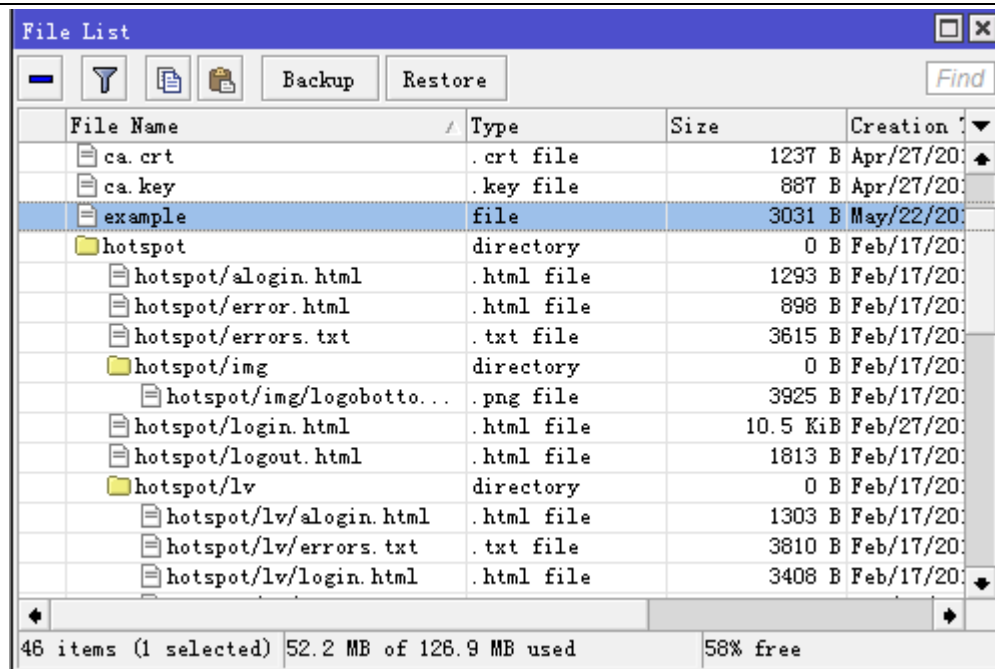 File List
Backup Restore Find
File Name Type Size Creation
ca.crt .crt file 1237 B Apr/27/20
ca.key .key file 887 B Apr/27/20
example file 3031 B May/22/20
hotspot directory 0 B Feb/17/20
hotspot/alogin.html .html file 1293 B Feb/17/20
hotspot/error.html .html file 898 B Feb/17/20
hotspot/errors.txt .txt file 3615 B Feb/17/20
hotspot/img directory 0 B Feb/17/20
hotspot/img/logobotto... .png file 3925 B Feb/17/20
hotspot/login.html .html file 10.5 KiB Feb/27/20
hotspot/logout.html .html file 1813 B Feb/17/20
hotspot/lv directory 0 B Feb/17/20
hotspot/lv/alogin.html .html file 1303 B Feb/17/20
hotspot/lv/errors.txt .txt file 3810 B Feb/17/20
hotspot/lv/login.html .html file 3408 B Feb/17/20
46 items (1 selected) 52.2 MB of 126.9 MB used 58% free